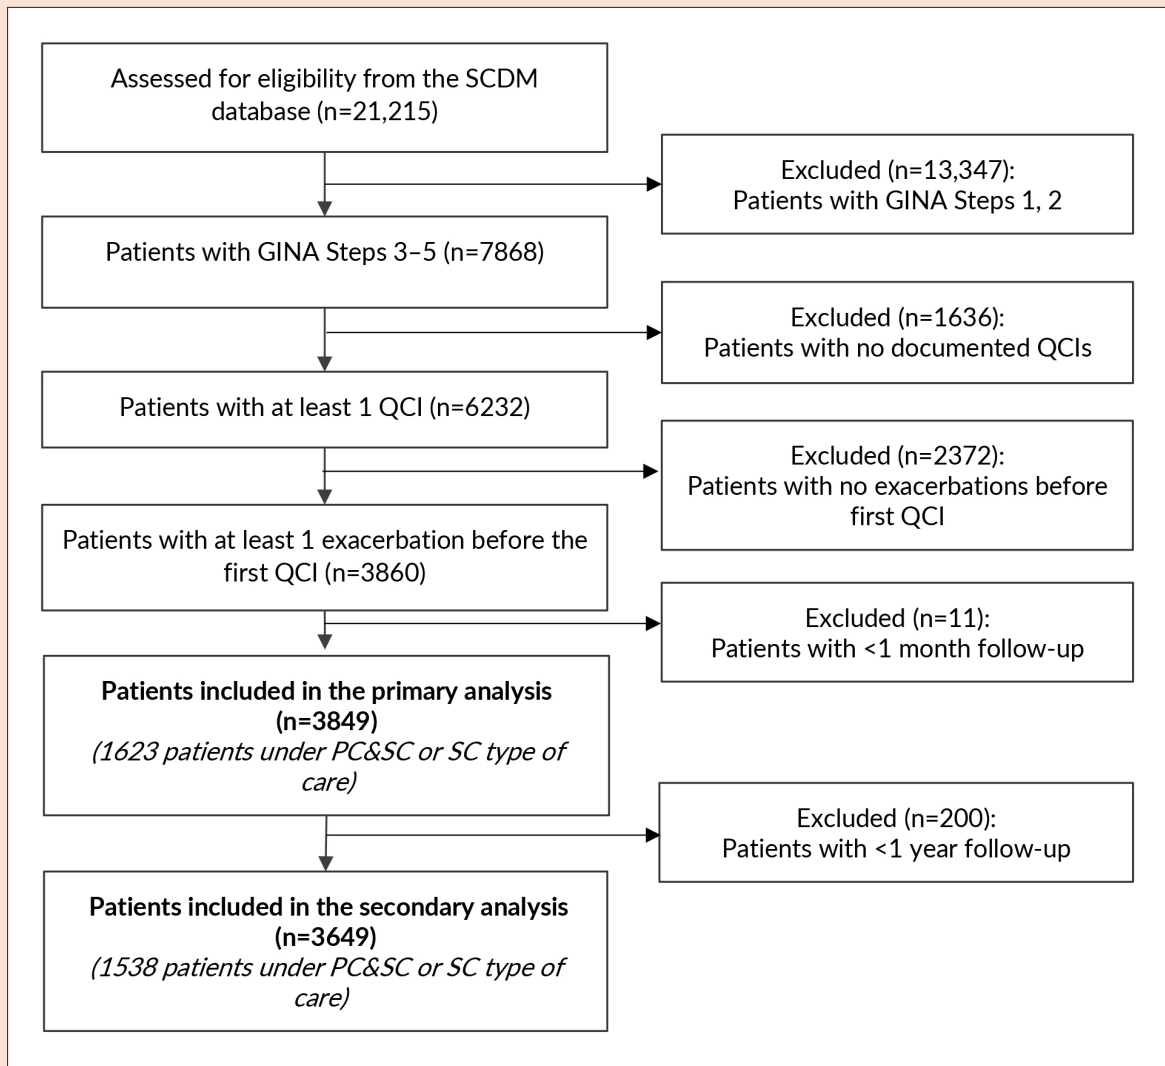 Assessed for eligibility from the SCDM
database (n=21,215)
Excluded (n=13,347):
Patients with GINA Steps 1, 2
Patients with GINA Steps 3–5 (n=7868)
Excluded (n=1636):
Patients with no documented QCIs
Patients with at least 1 QCI (n=6232)
Excluded (n=2372):
Patients with no exacerbations before
first QCI
Patients with at least 1 exacerbation before the
first QCI (n=3860)
Excluded (n=11):
Patients with <1 month follow-up
Patients included in the primary analysis
(n=3849)
(1623 patients under PC&SC or SC type of
care)
Excluded (n=200):
Patients with <1 year follow-up
Patients included in the secondary analysis
(n=3649)
(1538 patients under PC&SC or SC type of
care)